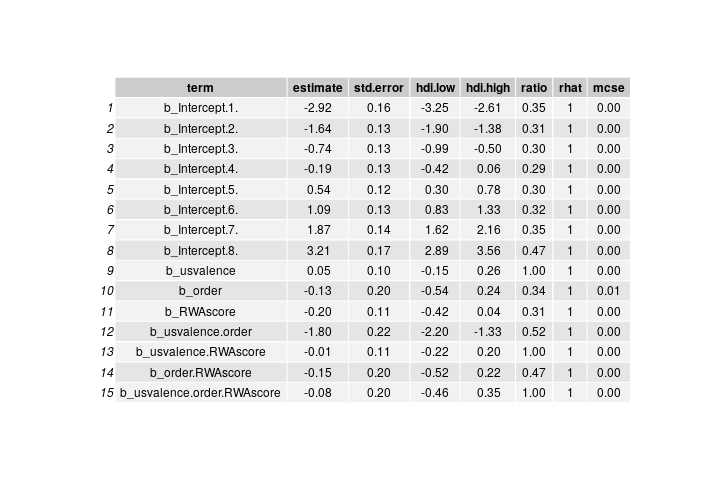 term estimate std.error hdi.low hdi.high ratio rhat mcse
1 b_Intercept.1. -2.92 0.16 -3.25 -2.61 0.35 1 0.00
2 b_Intercept.2. -1.64 0.13 -1.90 -1.38 0.31 1 0.00
3 b_Intercept.3. -0.74 0.13 -0.99 -0.50 0.30 1 0.00
4 b_Intercept.4. -0.19 0.13 -0.42 0.06 0.29 1 0.00
5 b_Intercept.5. 0.54 0.12 0.30 0.78 0.30 1 0.00
6 b_Intercept.6. 1.09 0.13 0.83 1.33 0.32 1 0.00
7 b_Intercept.7. 1.87 0.14 1.62 2.16 0.35 1 0.00
8 b_Intercept.8. 3.21 0.17 2.89 3.56 0.47 1 0.00
9 b_usvalence 0.05 0.10 -0.15 0.26 1.00 1 0.00
10 b_order -0.13 0.20 -0.54 0.24 0.34 1 0.01
11 b_RWAscore -0.20 0.11 -0.42 0.04 0.31 1 0.00
12 b_usvalence.order -1.80 0.22 -2.20 -1.33 0.52 1 0.00
13 b_usvalence.RWAscore -0.01 0.11 -0.22 0.20 1.00 1 0.00
14 b_order.RWAscore -0.15 0.20 -0.52 0.22 0.47 1 0.00
15 b_usvalence.order.RWAscore -0.08 0.20 -0.46 0.35 1.00 1 0.00